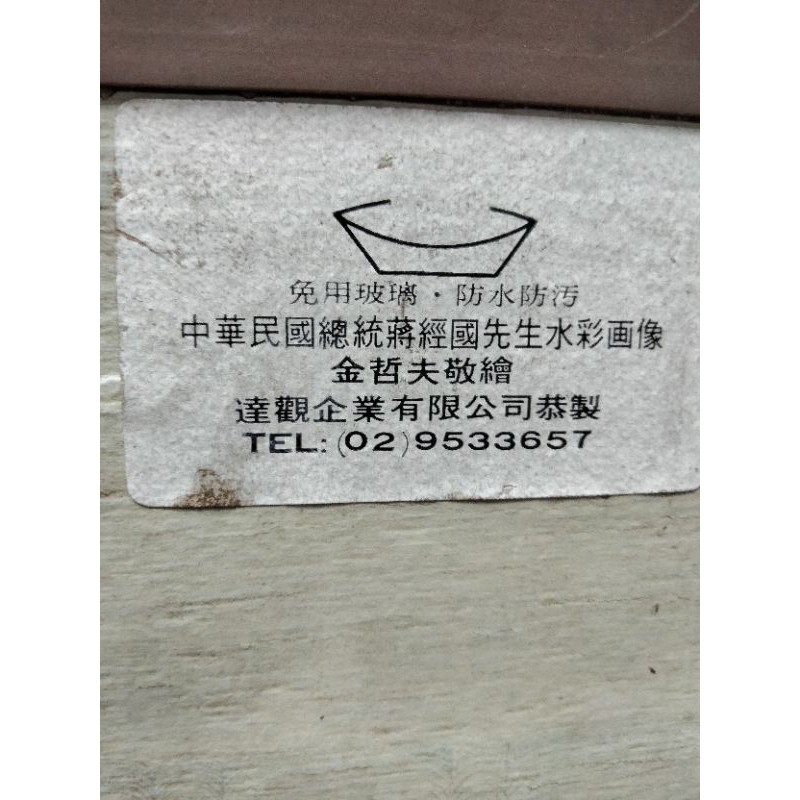 免用玻璃·防水防汚
中華民國總統蔣經國先生水彩画像
金哲夫敬繪
達觀企業有限公司恭製
TEL:(02)9533657